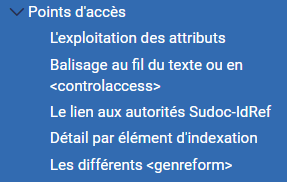 Points d'accès
L'exploitation des attributs
Balisage au fil du texte ou en
<controlaccess>
Le lien aux autorités Sudoc-IdRef
Détail par élément d'indexation
Les différents <genreform>